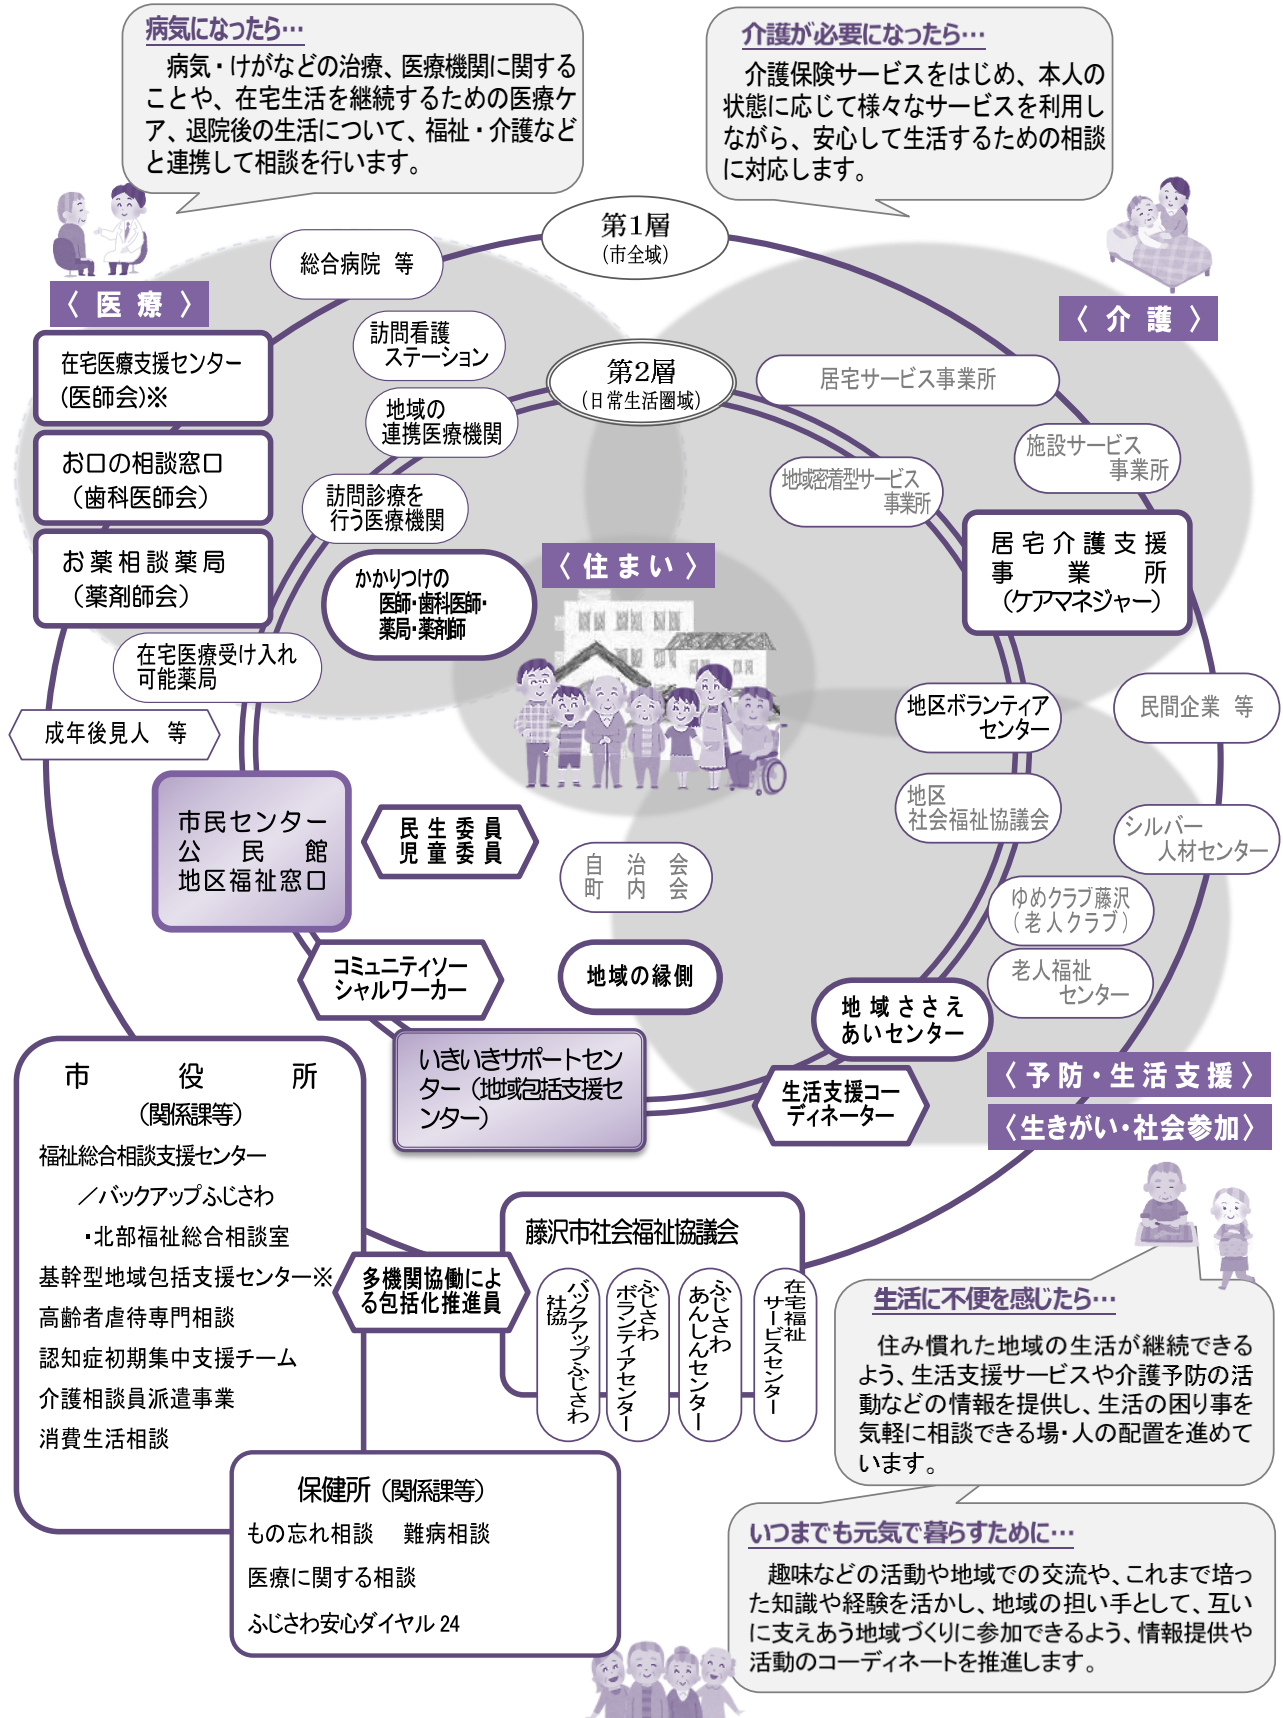 病気になったら…
病気・けがなどの治療、医療機関に関する
ことや、在宅生活を継続するための医療ケ
ア、退院後の生活について、福祉・介護など
と連携して相談を行います。
介護が必要になったら…
介護保険サービスをはじめ、本人の
状態に応じて様々なサービスを利用し
ながら、安心して生活するための相談
に対応します。
第1層
(市全域)
総合病院 等
〈 医 療 〉
〈 介 護 〉
訪問看護
ステーション
在宅医療支援センター
(医師会)※
第2層
(日常生活圏域)
居宅サービス事業所
地域の
連携医療機関
施設サービス
事業所
お口の相談窓口
(歯科医師会)
地域密着型サービス
事業所
訪問診療を
行う医療機関
居宅介護支援
事業所
(ケアマネジャー)
お薬相談薬局
(薬剤師会)
〈 住 ま い 〉
かかりつけの
医師・歯科医師・
薬局・薬剤師
在宅医療受け入れ
可能薬局
地区ボランティア
センター
民間企業 等
成年後見人 等
市民センター
公民館
地区福祉窓口
民生委員
児童委員
地区
社会福祉協議会
シルバー
人材センター
自治会
町内会
ゆめクラブ藤沢
(老人クラブ)
コミュニティソー
シャルワーカー
地域の縁側
老人福祉
センター
地域ささえ
あいセンター
いきいきサポートセン
ター(地域包括支援セ
ンター)
生活支援コー
ディネーター
〈 予防・生活支援 〉
〈生きがい・社会参加〉
市役所
(関係課等)
福祉総合相談支援センター
／バックアップふじさわ
・北部福祉総合相談室
基幹型地域包括支援センター※
高齢者虐待専門相談
認知症初期集中支援チーム
介護相談員派遣事業
消費生活相談
多機関協働によ
る包括化推進員
藤沢市社会福祉協議会
バックアップふじさわ
社協
ふじさわ
ボランティアセンター
ふじさわ
あんしんセンター
在宅福祉
サービスセンター
生活に不便を感じたら…
住み慣れた地域の生活が継続できる
よう、生活支援サービスや介護予防の活
動などの情報を提供し、生活の困り事を
気軽に相談できる場・人の配置を進めて
います。
保健所(関係課等)
もの忘れ相談 難病相談
医療に関する相談
ふじさわ安心ダイヤル 24
いつまでも元気で暮らすために…
趣味などの活動や地域での交流や、これまで培っ
た知識や経験を活かし、地域の担い手として、互い
に支えあう地域づくりに参加できるよう、情報提供や
活動のコーディネートを推進します。